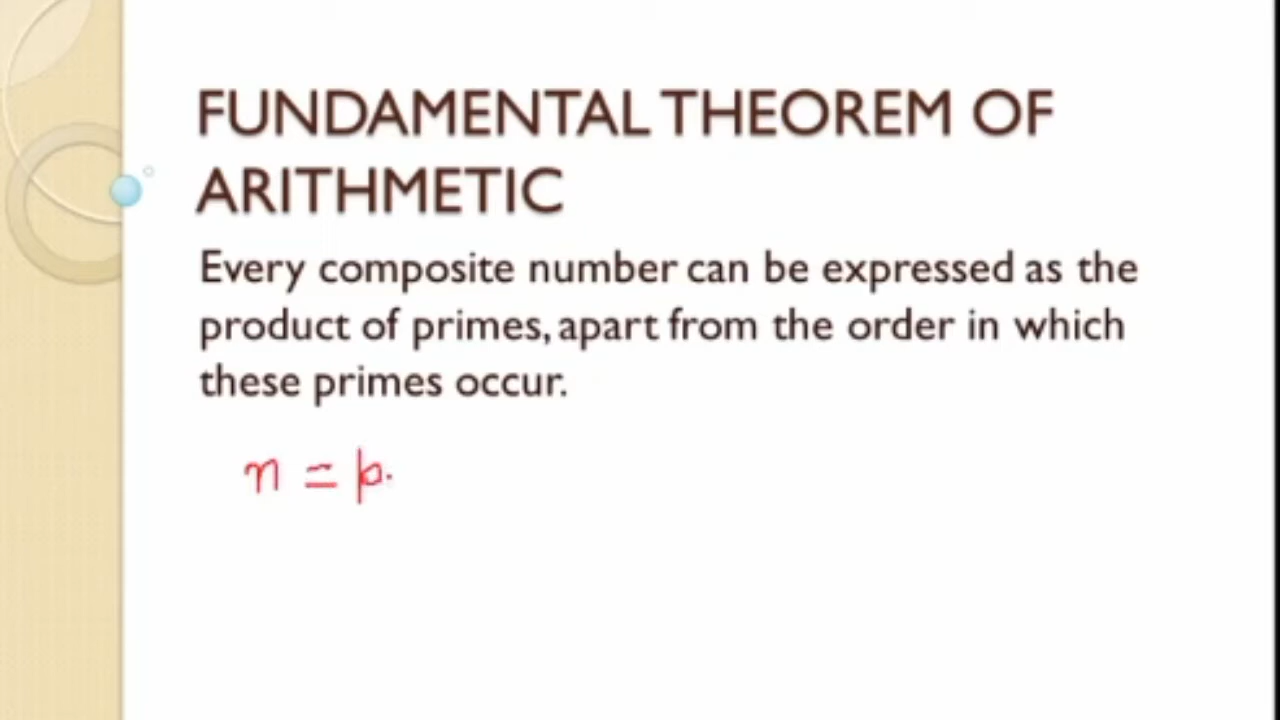 FUNDAMENTAL THEOREM OF
ARITHMETIC
Every composite number can be expressed as the
product of primes, apart from the order in which
these primes occur.
n = p.